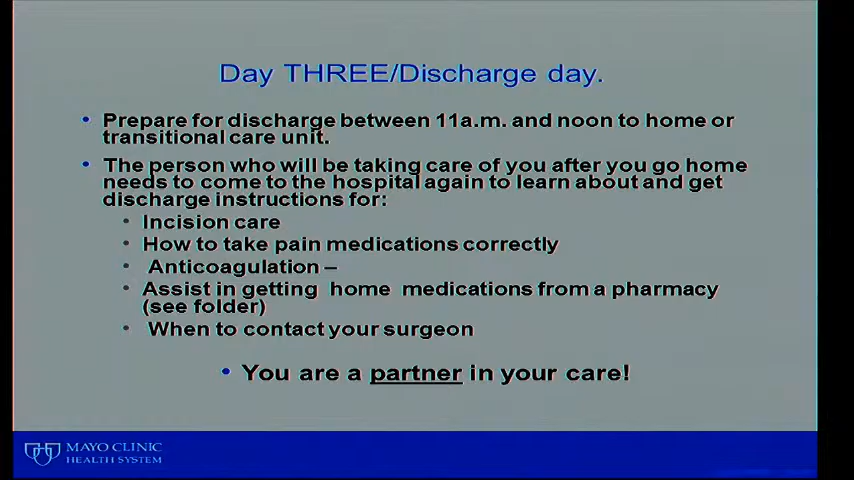 Day THREE/Discharge day.
• Prepare for discharge between 11a.m. and noon to home or
transitional care unit.
• The person who will be taking care of you after you go home
needs to come to the hospital again to learn about and get
discharge instructions for:
• Incision care
• How to take pain medications correctly
• Anticoagulation –
• Assist in getting home medications from a pharmacy
(see folder)
• When to contact your surgeon
• You are a partner in your care!
MAYO CLINIC
HEALTH SYSTEM